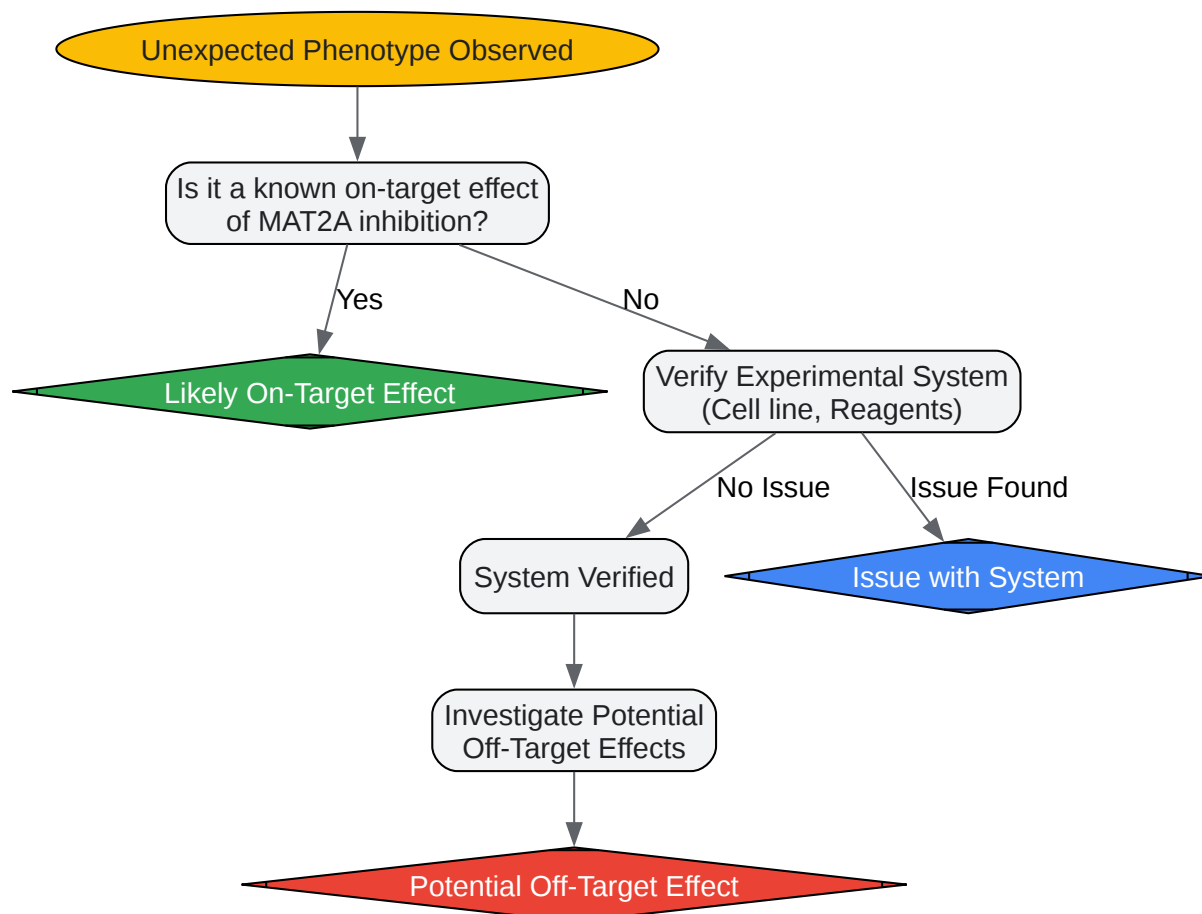 Unexpected Phenotype Observed
Is it a known on-target effect
of MAT2A inhibition?
Yes
No
Likely On-Target Effect
Verify Experimental System
(Cell line, Reagents)
No Issue
Issue Found
System Verified
Issue with System
Investigate Potential
Off-Target Effects
Potential Off-Target Effect